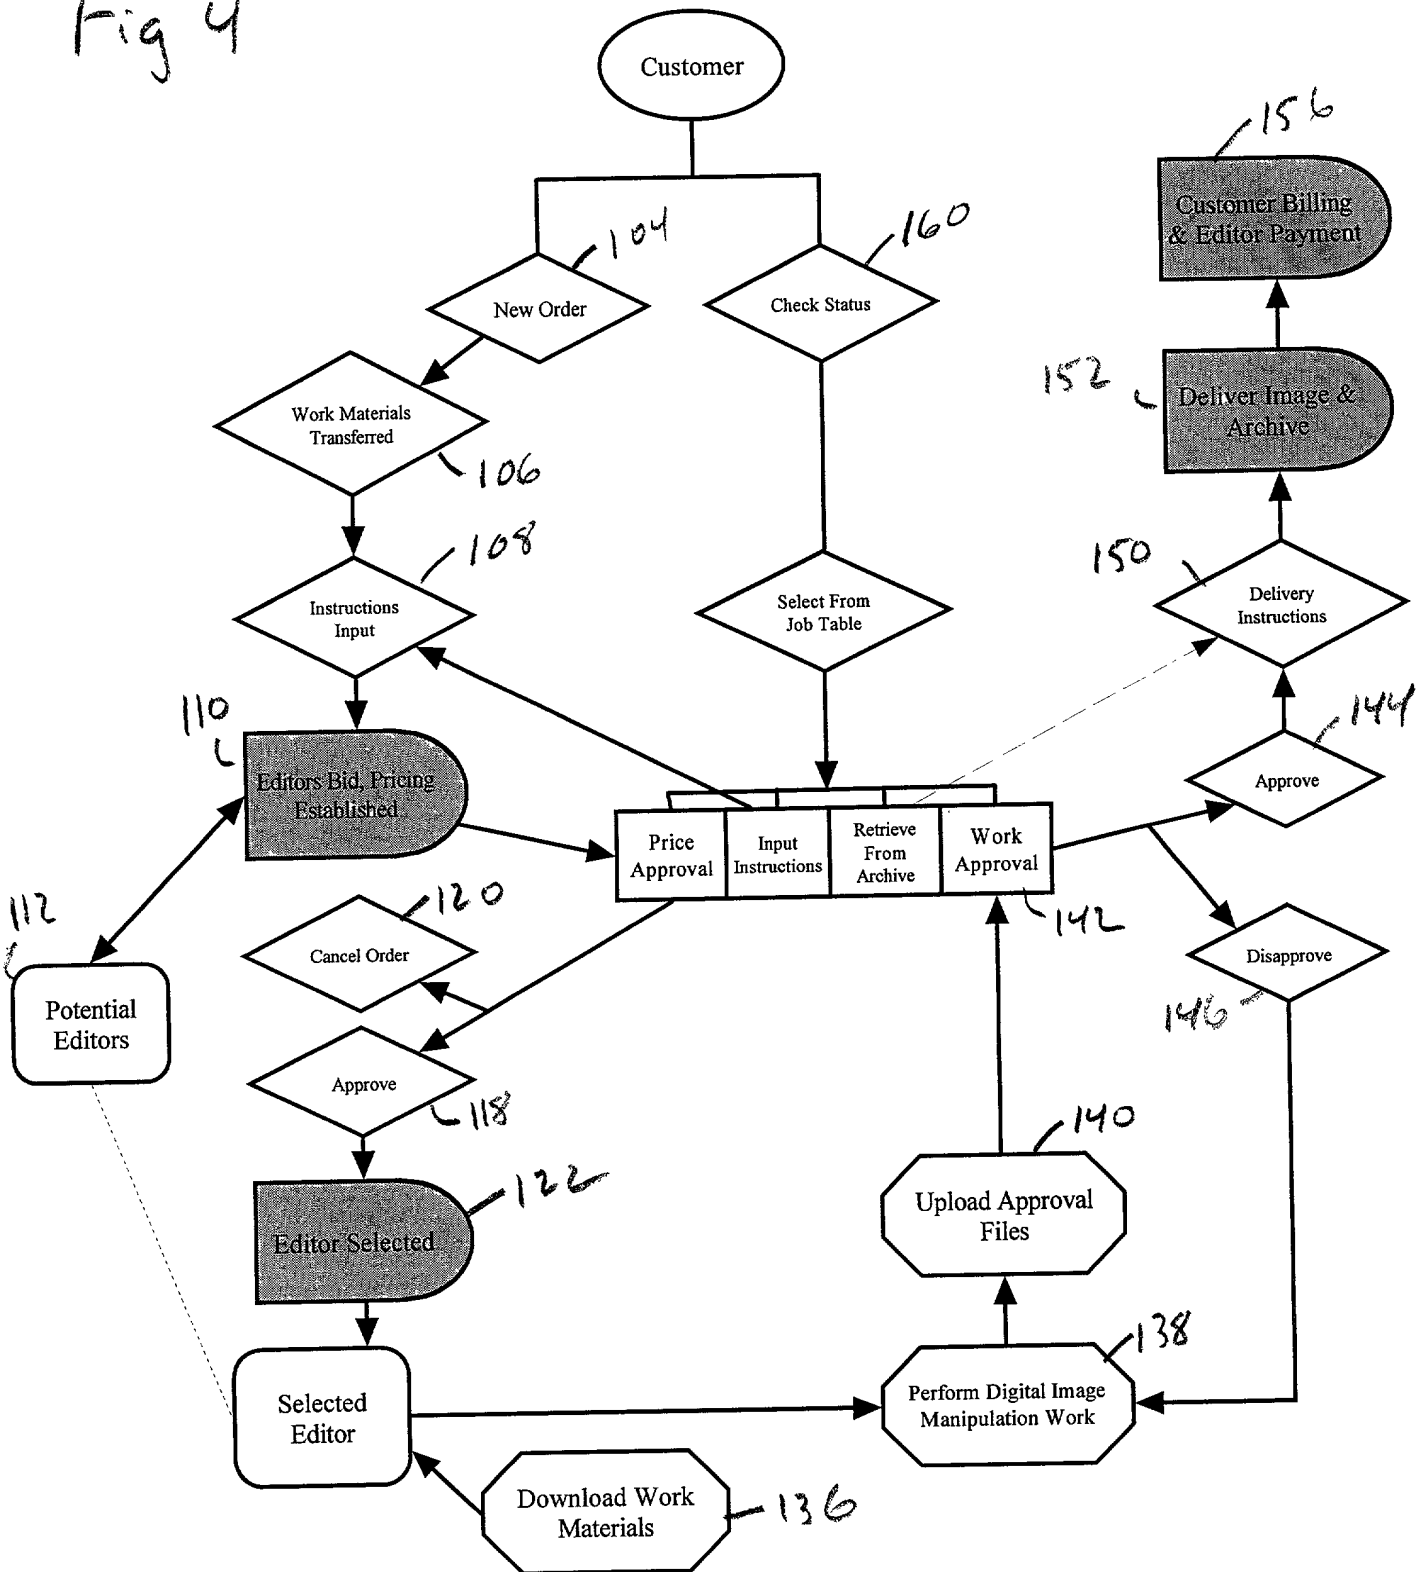 Fig 4
Customer
156
Customer Billing
& Editor Payment
104
160
New Order
Check Status
152
Deliver Image &
Archive
Work Materials
Transferred
106
108
150
Instructions
Input
Select From
Job Table
Delivery
Instructions
110
144
Editors Bid, Pricing
Established
Approve
Price
Approval
Input
Instructions
Retrieve
From
Archive
Work
Approval
142
112
120
Cancel Order
Disapprove
146
Potential
Editors
Approve
118
140
122
Upload Approval
Files
Editor Selected
138
Selected
Editor
Perform Digital Image
Manipulation Work
Download Work
Materials
136